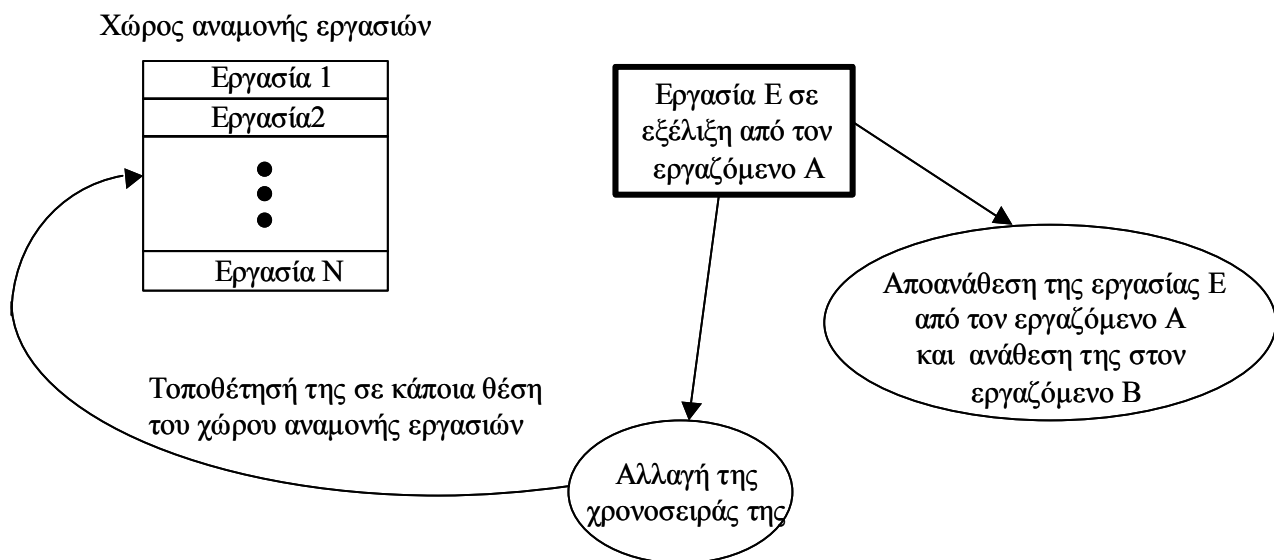 Χώρος αναμονής εργασιών
Εργασία 1
Εργασία2
Εργασία Ν
Εργασία Ε σε
εξέλιξη από τον
εργαζόμενο Α
Αποανάθεση της εργασίας Ε
από τον εργαζόμενο Α
και ανάθεση της στον
εργαζόμενο Β
Τοποθέτησή της σε κάποια θέση
του χώρου αναμονής εργασιών
Αλλαγή της
χρονοσειράς της